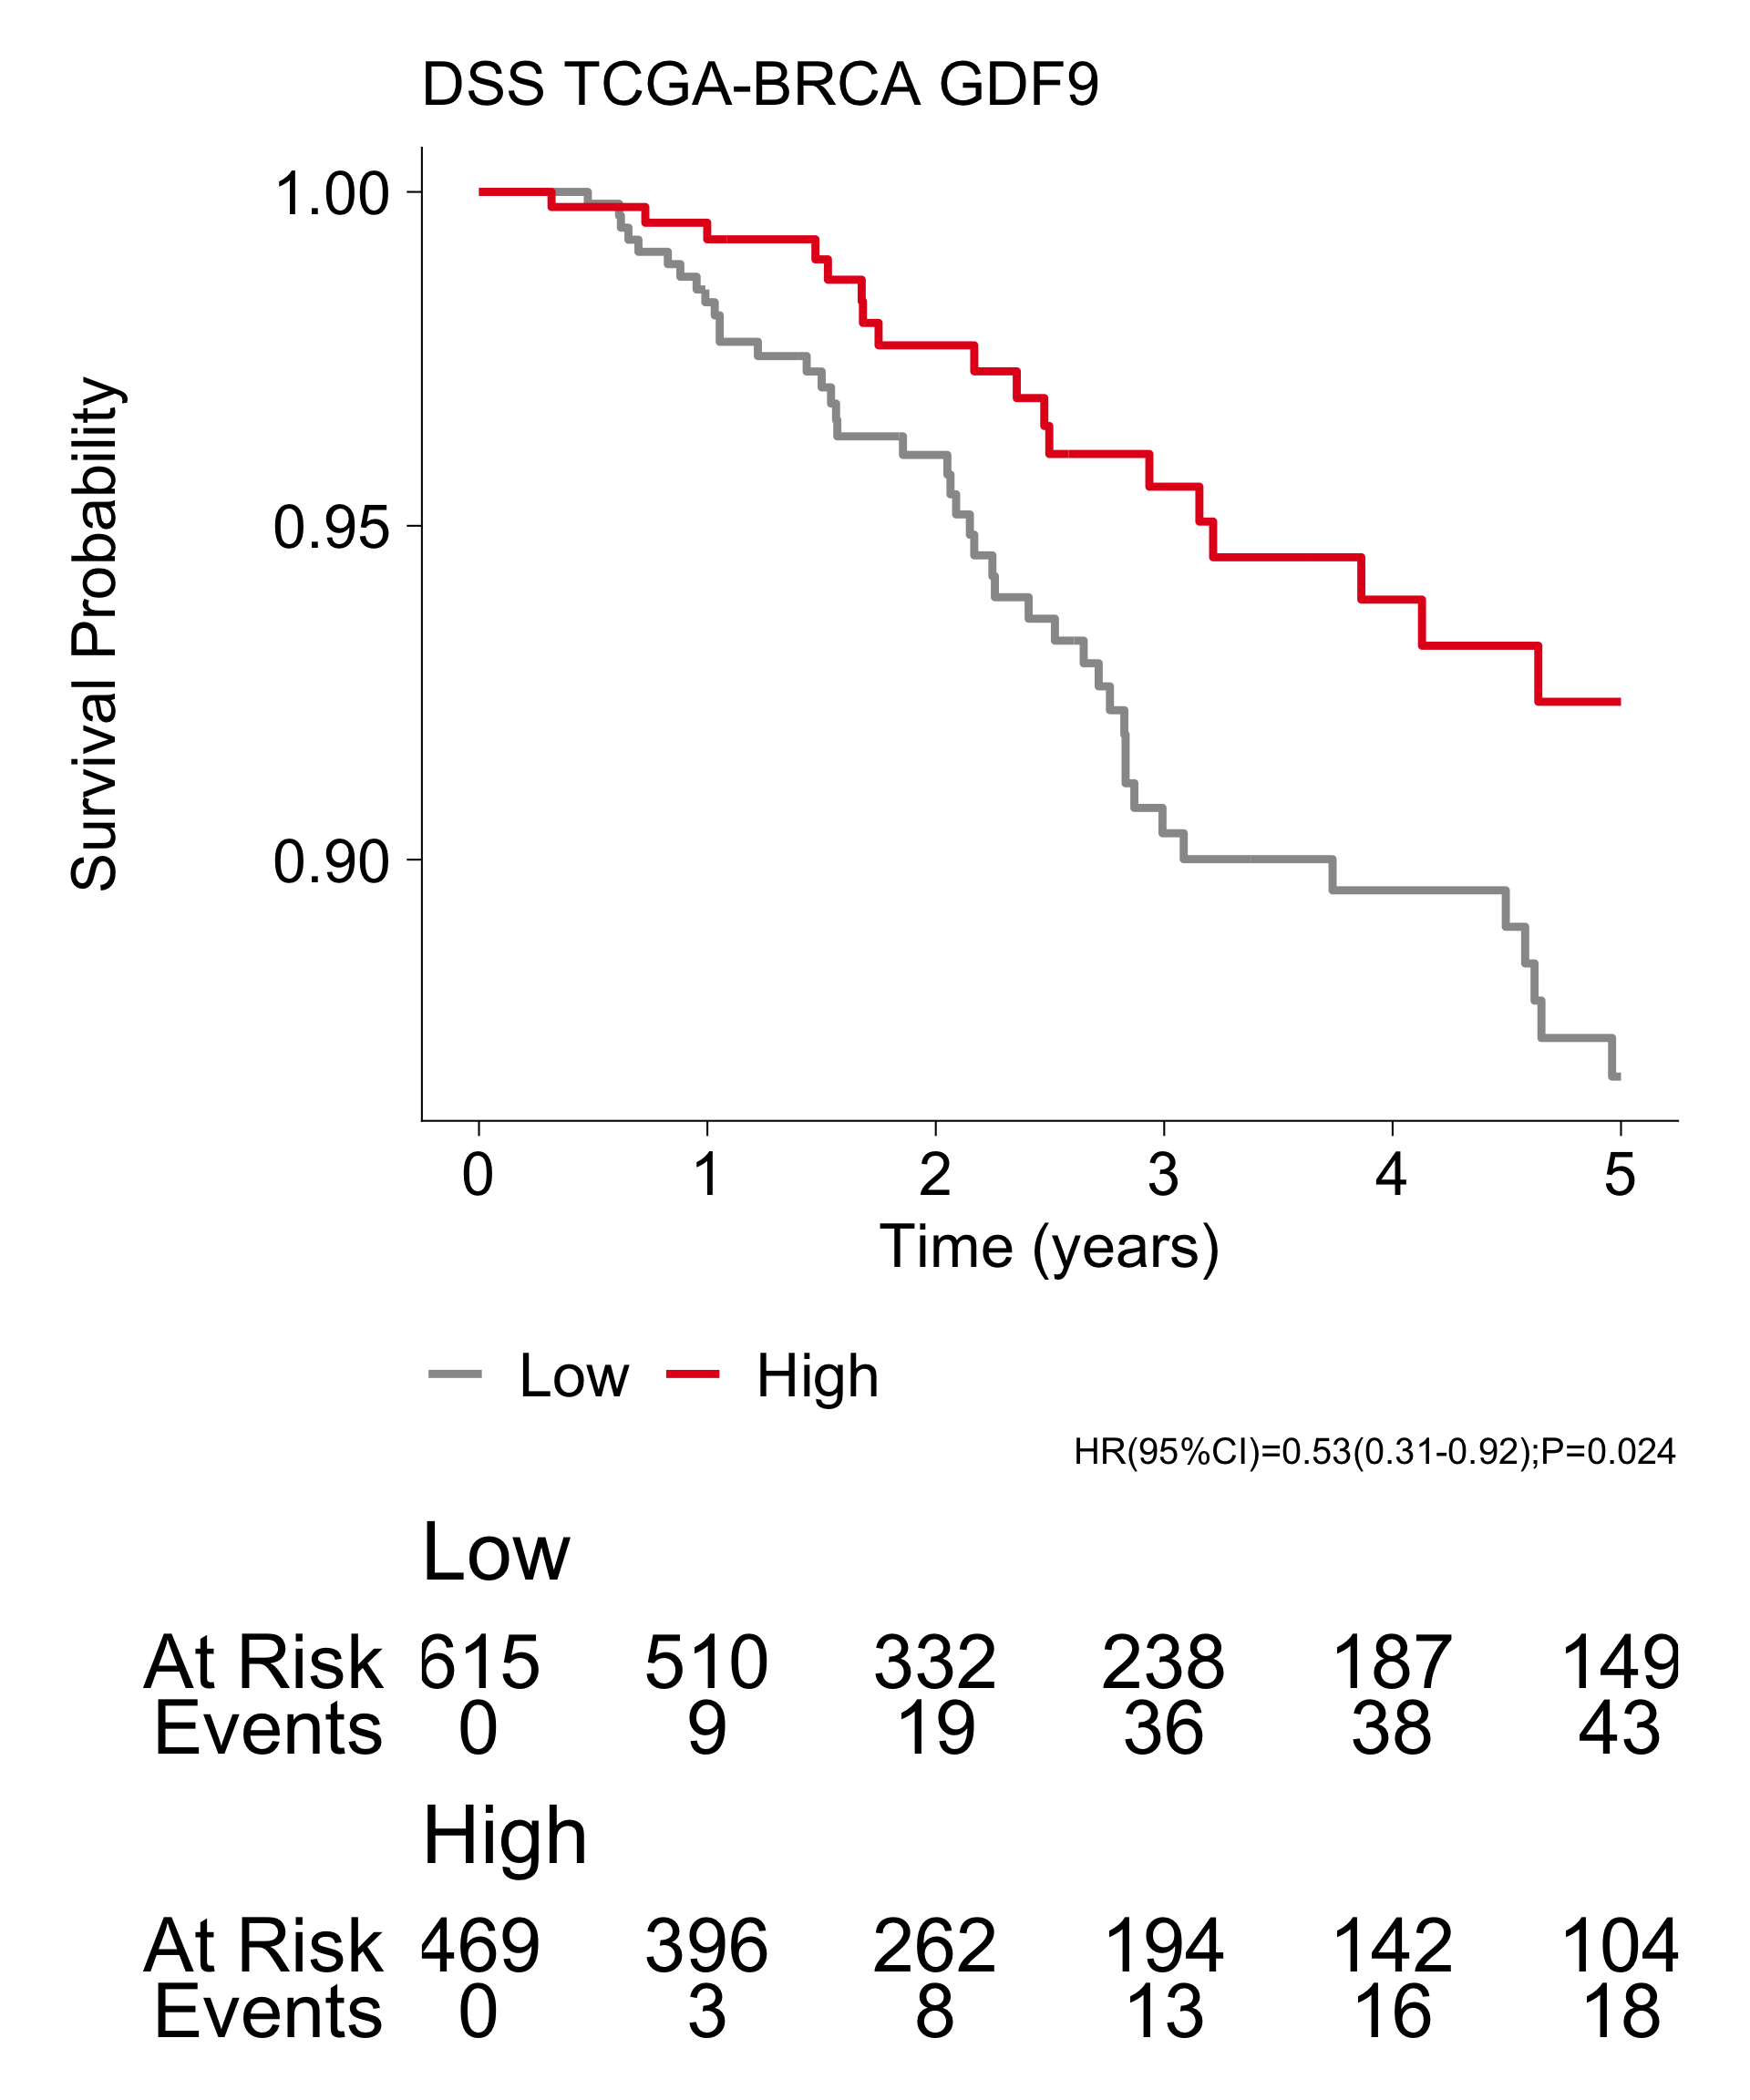 DSS TCGA-BRCA GDF9
Survival Probability
1.00
0.95
0.90
0 1 2 3 4 5
Time (years)
Low High
HR(95%CI)=0.53(0.31-0.92);P=0.024
Low
At Risk 615 510 332 238 187 149
Events 0 9 19 36 38 43
High
At Risk 469 396 262 194 142 104
Events 0 3 8 13 16 18